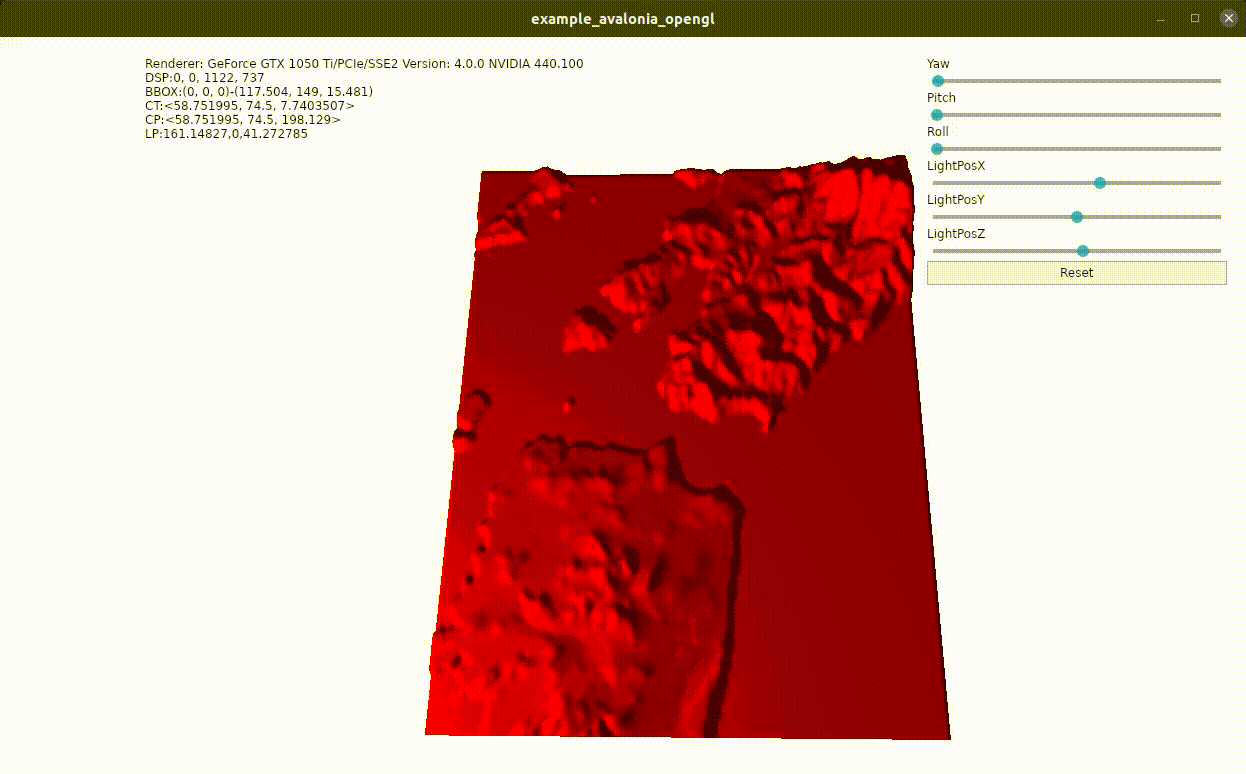 example_avalonia_opengl
Renderer: GeForce GTX 1050 Ti/PCIe/SSE2 Version: 4.0.0 NVIDIA 440.100
DSP:0, 0, 1122, 737
BBOX:(0, 0, 0)-(117.504, 149, 15.481)
CT:<58.751995, 74.5, 7.7403507>
CP:<58.751995, 74.5, 198.129>
LP:161.14827,0,41.272785
Yaw
Pitch
Roll
LightPosX
LightPosY
LightPosZ
Reset